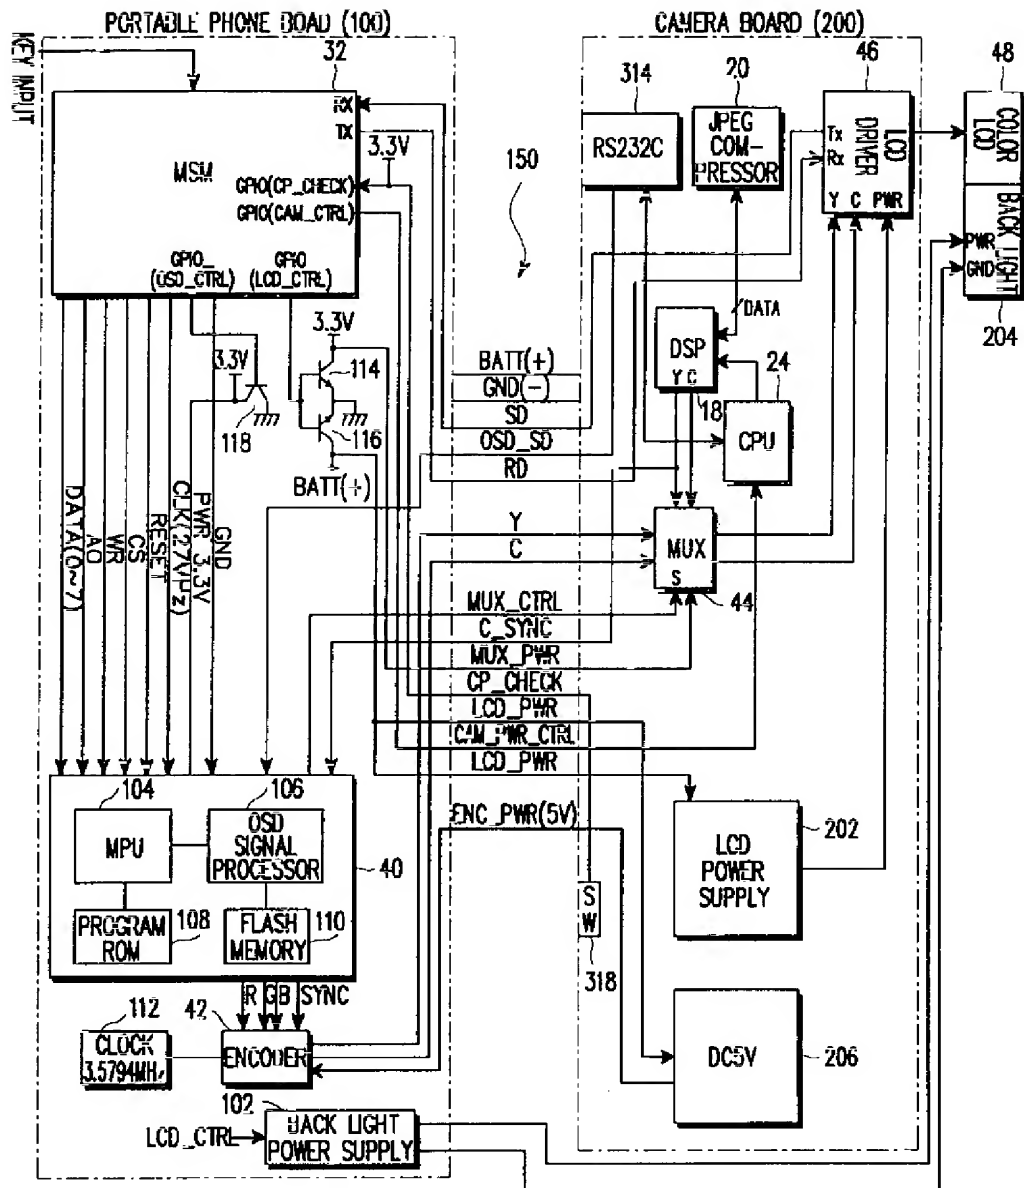 PORTABLE PHONE BOAD (100)
CAMERA BOARD (200)
KEY INPUT
32
RX
TX
MSM
3.3V
GPIO(CP_CHECK)
GPIO(CAM_CTRL)
GPIO_
(OSD_CTRL)
GPIO
(LCD_CTRL)
150
314
RS232C
20
JPEG
COM-
PRESSOR
46
Tx
Rx
LCD
DRIVER
Y C PWR
48
COLOR
LCD
BACK LIGHT
PWR
GND
204
3.3V
118
3.3V
114
116
BATT(+)
BATT(+)
GND(-)
SD
OSD_SD
RD
DATA
DSP
Y C
18
24
CPU
DATA(0~7)
A0
WR
CS
RESET
CLK(27MHz)
PWR 3.3V
GND
Y
C
MUX
S
44
MUX_CTRL
C_SYNC
MUX_PWR
CP_CHECK
LCD_PWR
CAM_PWR_CTRL
LCD_PWR
ENC_PWR(5V)
104
MPU
106
OSD
SIGNAL
PROCESSOR
40
PROGRAM
ROM
108
FLASH
MEMORY
110
202
LCD
POWER
SUPPLY
S
W
318
R GB SYNC
112
CLOCK
3.5794MHz
42
ENCODER
DC5V
206
102
LCD_CTRL
BACK LIGHT
POWER SUPPLY